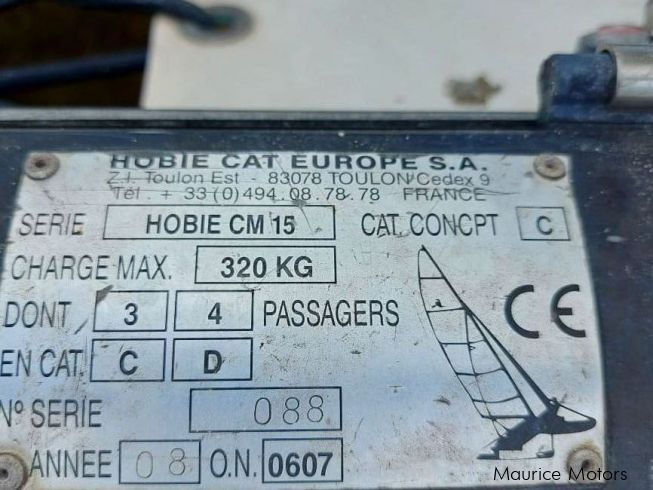 HOBIE CAT EUROPE S.A.
Z.I. Toulon Est - 83078 TOULON Cedex 9
Tél. + 33 (0) 494.08.78.78 FRANCE
SERIE HOBIE CM 15 CAT. CONCPT C
CHARGE MAX. 320 KG
DONT 3 4 PASSAGERS CE
EN CAT. C D
Nº SERIE 088
ANNEE 08 O.N. 0607
Maurice Motors